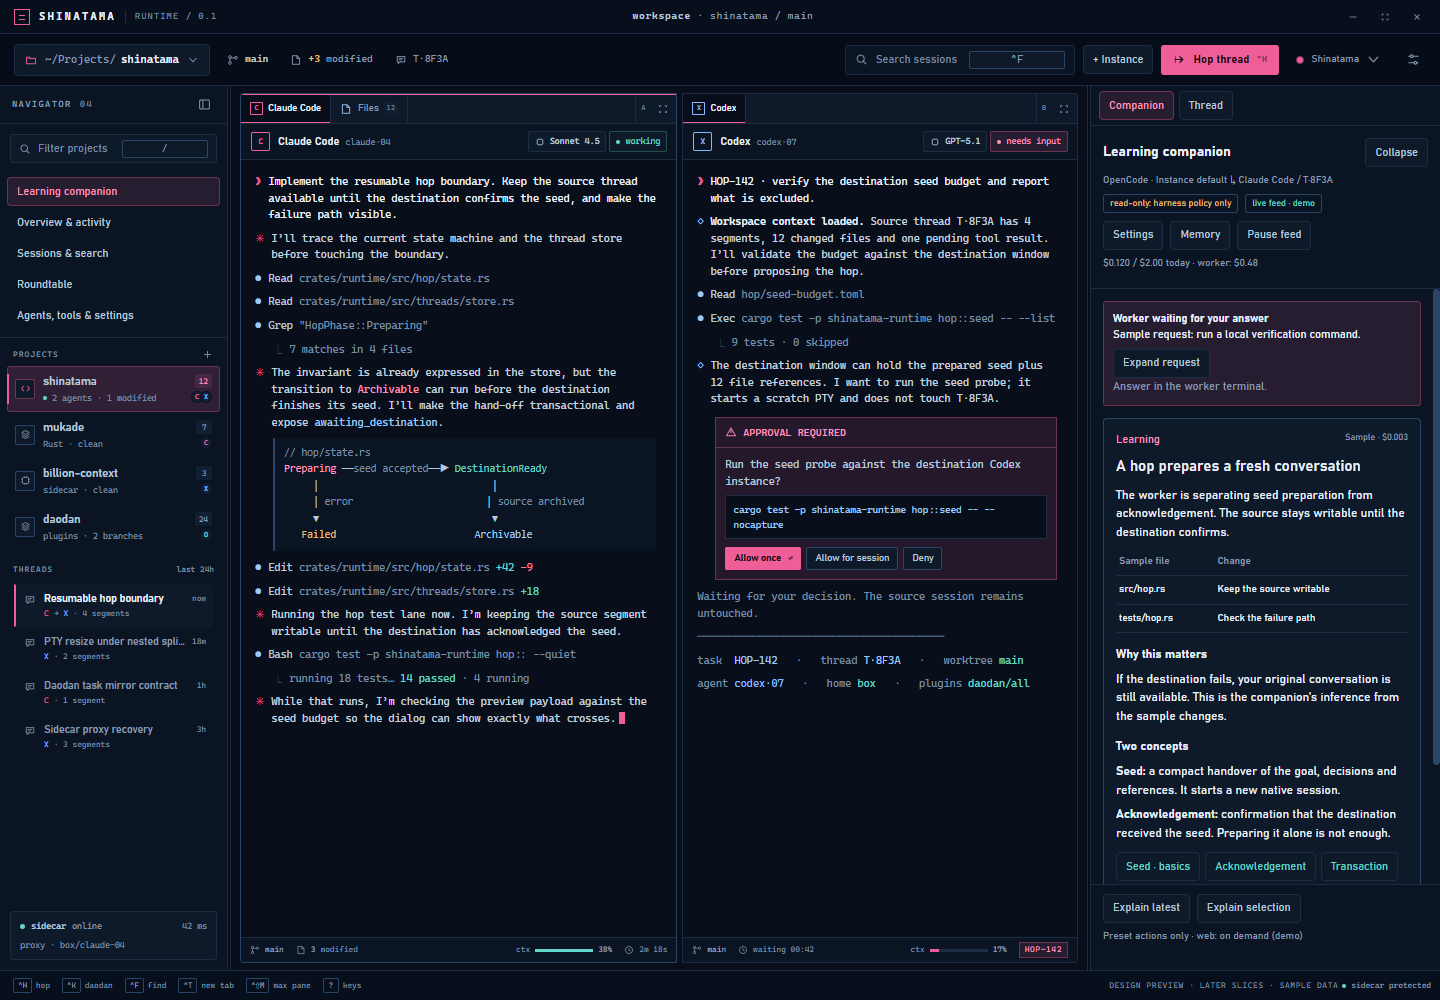 SHINATAMA RUNTIME / 0.1
workspace · shinatama / main
~/Projects/ shinatama
main
+3 modified
T·8F3A
Search sessions ^F
+ Instance
Hop thread ^H
Shinatama
NAVIGATOR 04
Filter projects /
Learning companion
Overview & activity
Sessions & search
Roundtable
Agents, tools & settings
PROJECTS +
shinatama 12
2 agents · 1 modified C X
mukade 7
Rust · clean C
billion-context 3
sidecar · clean X
daodan 24
plugins · 2 branches O
THREADS last 24h
Resumable hop boundary now
C → X · 4 segments
PTY resize under nested spli… 18m
X · 2 segments
Daodan task mirror contract 1h
C · 1 segment
Sidecar proxy recovery 3h
X · 3 segments
sidecar online 42 ms
proxy · box/claude-04
C Claude Code
Files 12
A
C Claude Code claude·04
Sonnet 4.5
working
❯ Implement the resumable hop boundary. Keep the source thread
available until the destination confirms the seed, and make the
failure path visible.
✳ I’ll trace the current state machine and the thread store
before touching the boundary.
● Read crates/runtime/src/hop/state.rs
● Read crates/runtime/src/threads/store.rs
● Grep "HopPhase::Preparing"
⎿ 7 matches in 4 files
✳ The invariant is already expressed in the store, but the
transition to Archivable can run before the destination
finishes its seed. I’ll make the hand-off transactional and
expose awaiting_destination.
// hop/state.rs
Preparing ──seed accepted──▶ DestinationReady
│ │
│ error │ source archived
▼ ▼
Failed Archivable
● Edit crates/runtime/src/hop/state.rs +42 −9
● Edit crates/runtime/src/threads/store.rs +18
✳ Running the hop test lane now. I’m keeping the source segment
writable until the destination has acknowledged the seed.
● Bash cargo test -p shinatama-runtime hop:: --quiet
⎿ running 18 tests… 14 passed · 4 running
✳ While that runs, I’m checking the preview payload against the
seed budget so the dialog can show exactly what crosses.
main
3 modified
ctx 38%
2m 18s
X Codex
B
X Codex codex·07
GPT-5.1
needs input
❯ HOP-142 · verify the destination seed budget and report
what is excluded.
◇ Workspace context loaded. Source thread T·8F3A has 4
segments, 12 changed files and one pending tool result.
I’ll validate the budget against the destination window
before proposing the hop.
● Read hop/seed-budget.toml
● Exec cargo test -p shinatama-runtime hop::seed -- --list
⎿ 9 tests · 0 skipped
◇ The destination window can hold the prepared seed plus
12 file references. I want to run the seed probe; it
starts a scratch PTY and does not touch T·8F3A.
APPROVAL REQUIRED
Run the seed probe against the destination Codex
instance?
cargo test -p shinatama-runtime hop::seed -- --
nocapture
Allow once ⏎
Allow for session
Deny
Waiting for your decision. The source session remains
untouched.
task HOP-142 · thread T·8F3A · worktree main
agent codex·07 · home box · plugins daodan/all
main
waiting 00:42
ctx 17%
HOP-142
Companion
Thread
Learning companion
Collapse
OpenCode · Instance default ↳ Claude Code / T·8F3A
read-only: harness policy only
live feed · demo
Settings
Memory
Pause feed
$0.120 / $2.00 today · worker: $0.48
Worker waiting for your answer
Sample request: run a local verification command.
Expand request
Answer in the worker terminal.
Learning Sample · $0.003
A hop prepares a fresh conversation
The worker is separating seed preparation from
acknowledgement. The source stays writable until the
destination confirms.
Sample file Change
src/hop.rs Keep the source writable
tests/hop.rs Check the failure path
Why this matters
If the destination fails, your original conversation is
still available. This is the companion’s inference from
the sample changes.
Two concepts
Seed: a compact handover of the goal, decisions and
references. It starts a new native session.
Acknowledgement: confirmation that the destination
received the seed. Preparing it alone is not enough.
Seed · basics
Acknowledgement
Transaction
Explain latest
Explain selection
Preset actions only · web: on demand (demo)
^H hop
^K daodan
^F find
^T new tab
^⇧M max pane
? keys
DESIGN PREVIEW · LATER SLICES · SAMPLE DATA
sidecar protected